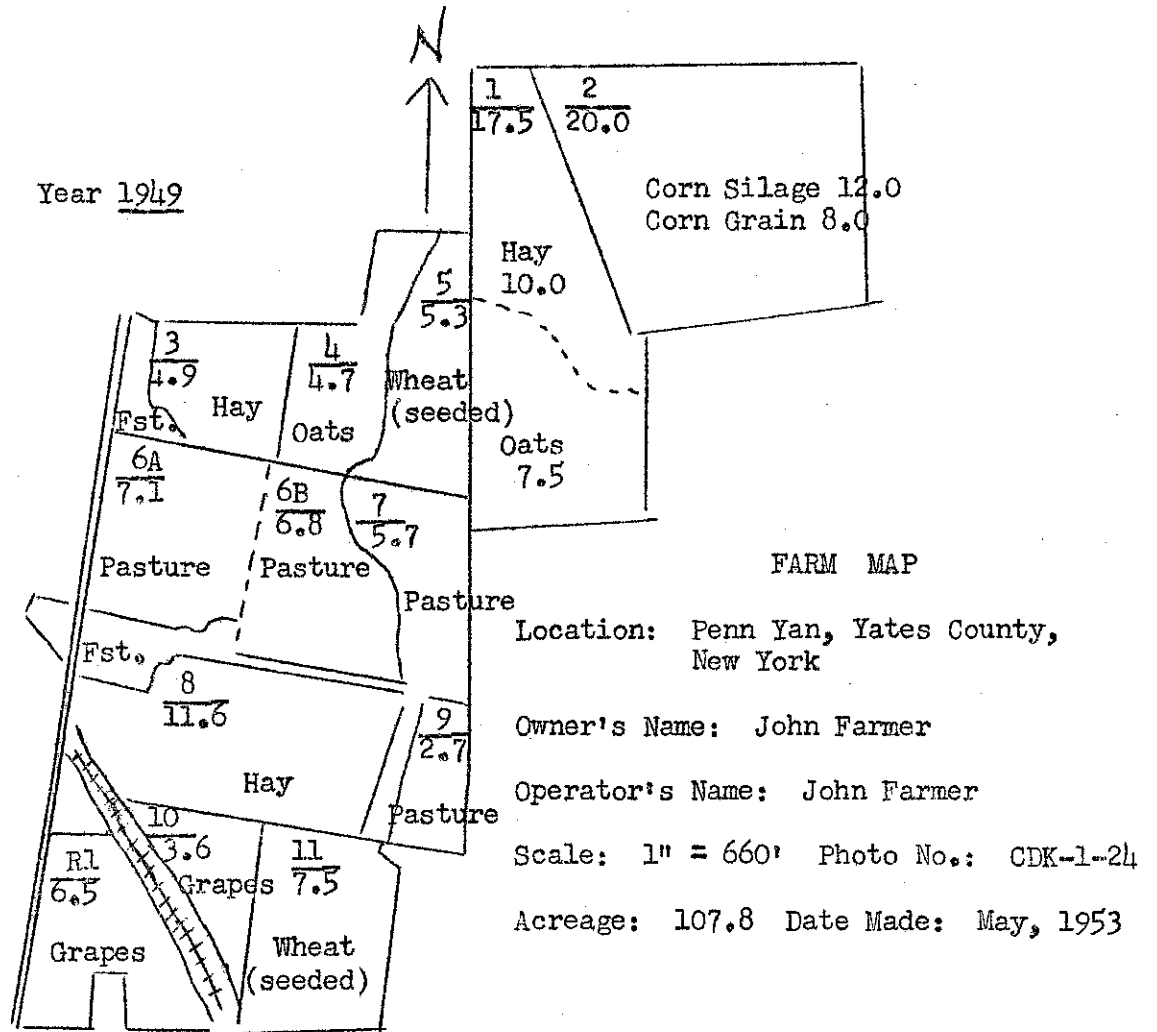 N
1
17.5
2
20.0
Year 1949
Corn Silage 12.0
Corn Grain 8.0
Hay
10.0
5
5.3
3
4.9
4
4.7
Wheat
(seeded)
Fst.
Hay
Oats
Oats
7.5
6A
7.1
6B
6.8
7
5.7
Pasture
Pasture
Pasture
FARM MAP
Location: Penn Yan, Yates County,
New York
Fst.
8
11.6
9
2.7
Owner's Name: John Farmer
Hay
Pasture
Operator's Name: John Farmer
10
3.6
Grapes
R1
6.5
11
7.5
Scale: 1" = 660' Photo No.: CDK-1-24
Grapes
Wheat
(seeded)
Acreage: 107.8 Date Made: May, 1953